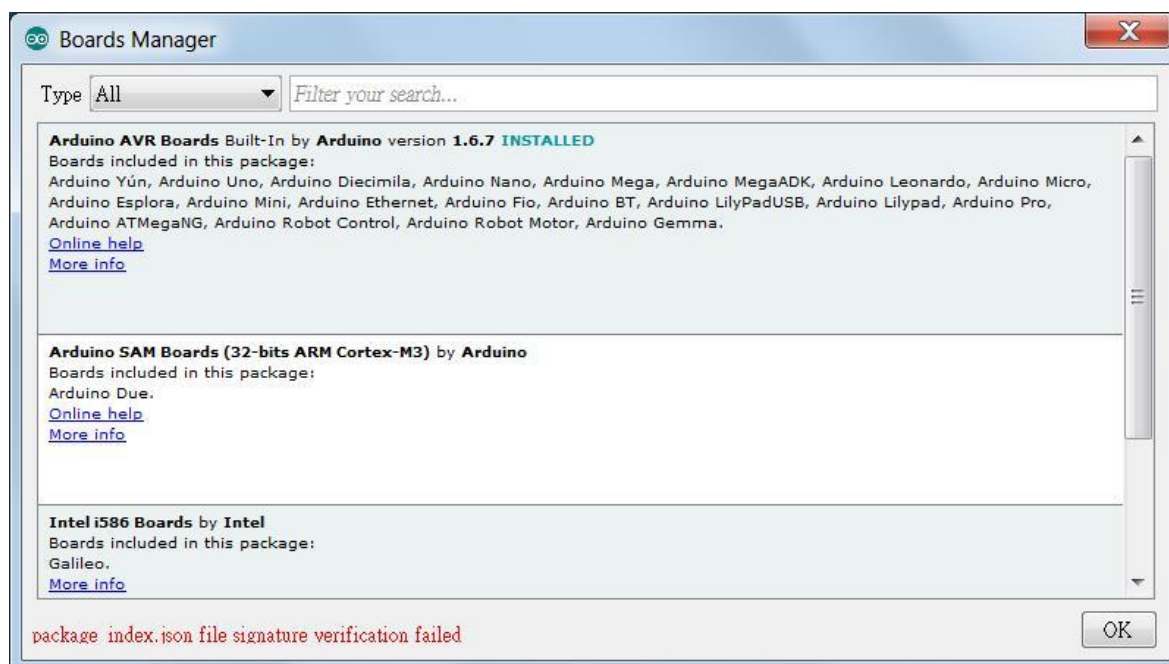 Boards Manager
X
Type All Filter your search...
Arduino AVR Boards Built-In by Arduino version 1.6.7 INSTALLED
Boards included in this package:
Arduino Yún, Arduino Uno, Arduino Diecimila, Arduino Nano, Arduino Mega, Arduino MegaADK, Arduino Leonardo, Arduino Micro,
Arduino Esplora, Arduino Mini, Arduino Ethernet, Arduino Fio, Arduino BT, Arduino LilyPadUSB, Arduino Lilypad, Arduino Pro,
Arduino ATMegaNG, Arduino Robot Control, Arduino Robot Motor, Arduino Gemma.
Online help
More info
Arduino SAM Boards (32-bits ARM Cortex-M3) by Arduino
Boards included in this package:
Arduino Due.
Online help
More info
Intel i586 Boards by Intel
Boards included in this package:
Galileo.
More info
package_index.json file signature verification failed
OK